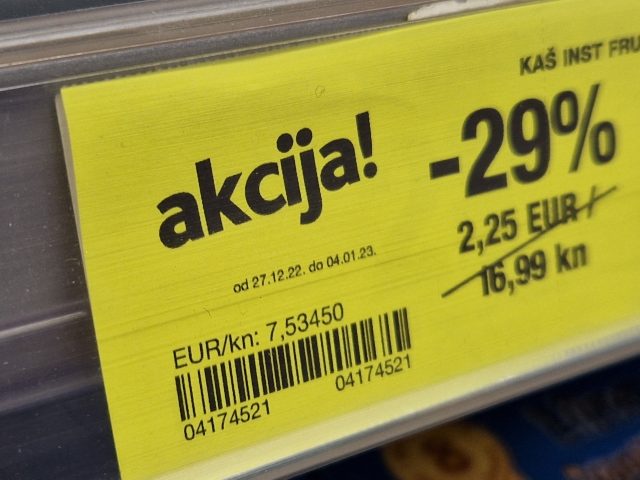 KAŠ INST FRU
-29%
akcija!
2,25 EUR /
16,99 kn
od 27.12.22. do 04.01.23.
EUR/kn: 7,53450
04174521
04174521